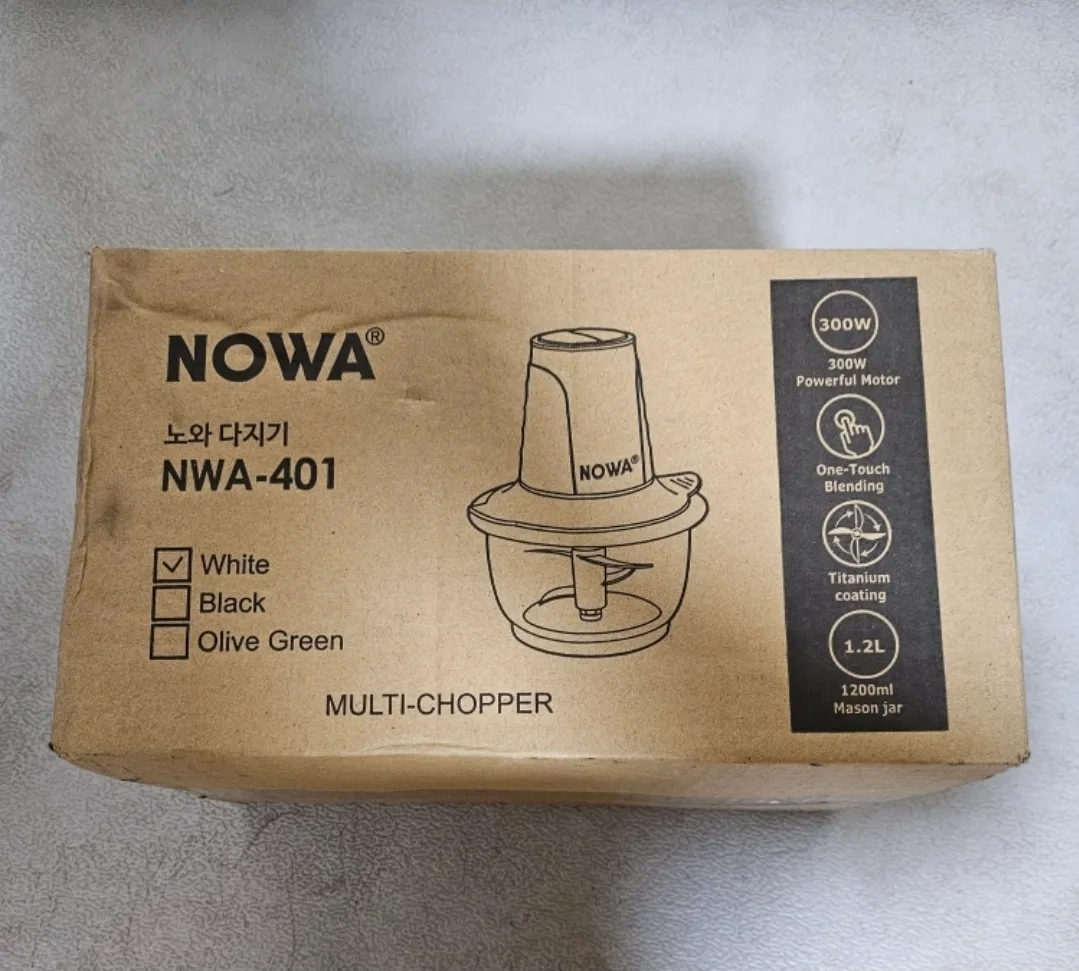 NOWA®
노와 다지기
NWA-401
White
Black
Olive Green
MULTI-CHOPPER
NOWA®
300W
300W
Powerful Motor
One-Touch
Blending
Titanium
coating
1.2L
1200ml
Mason jar